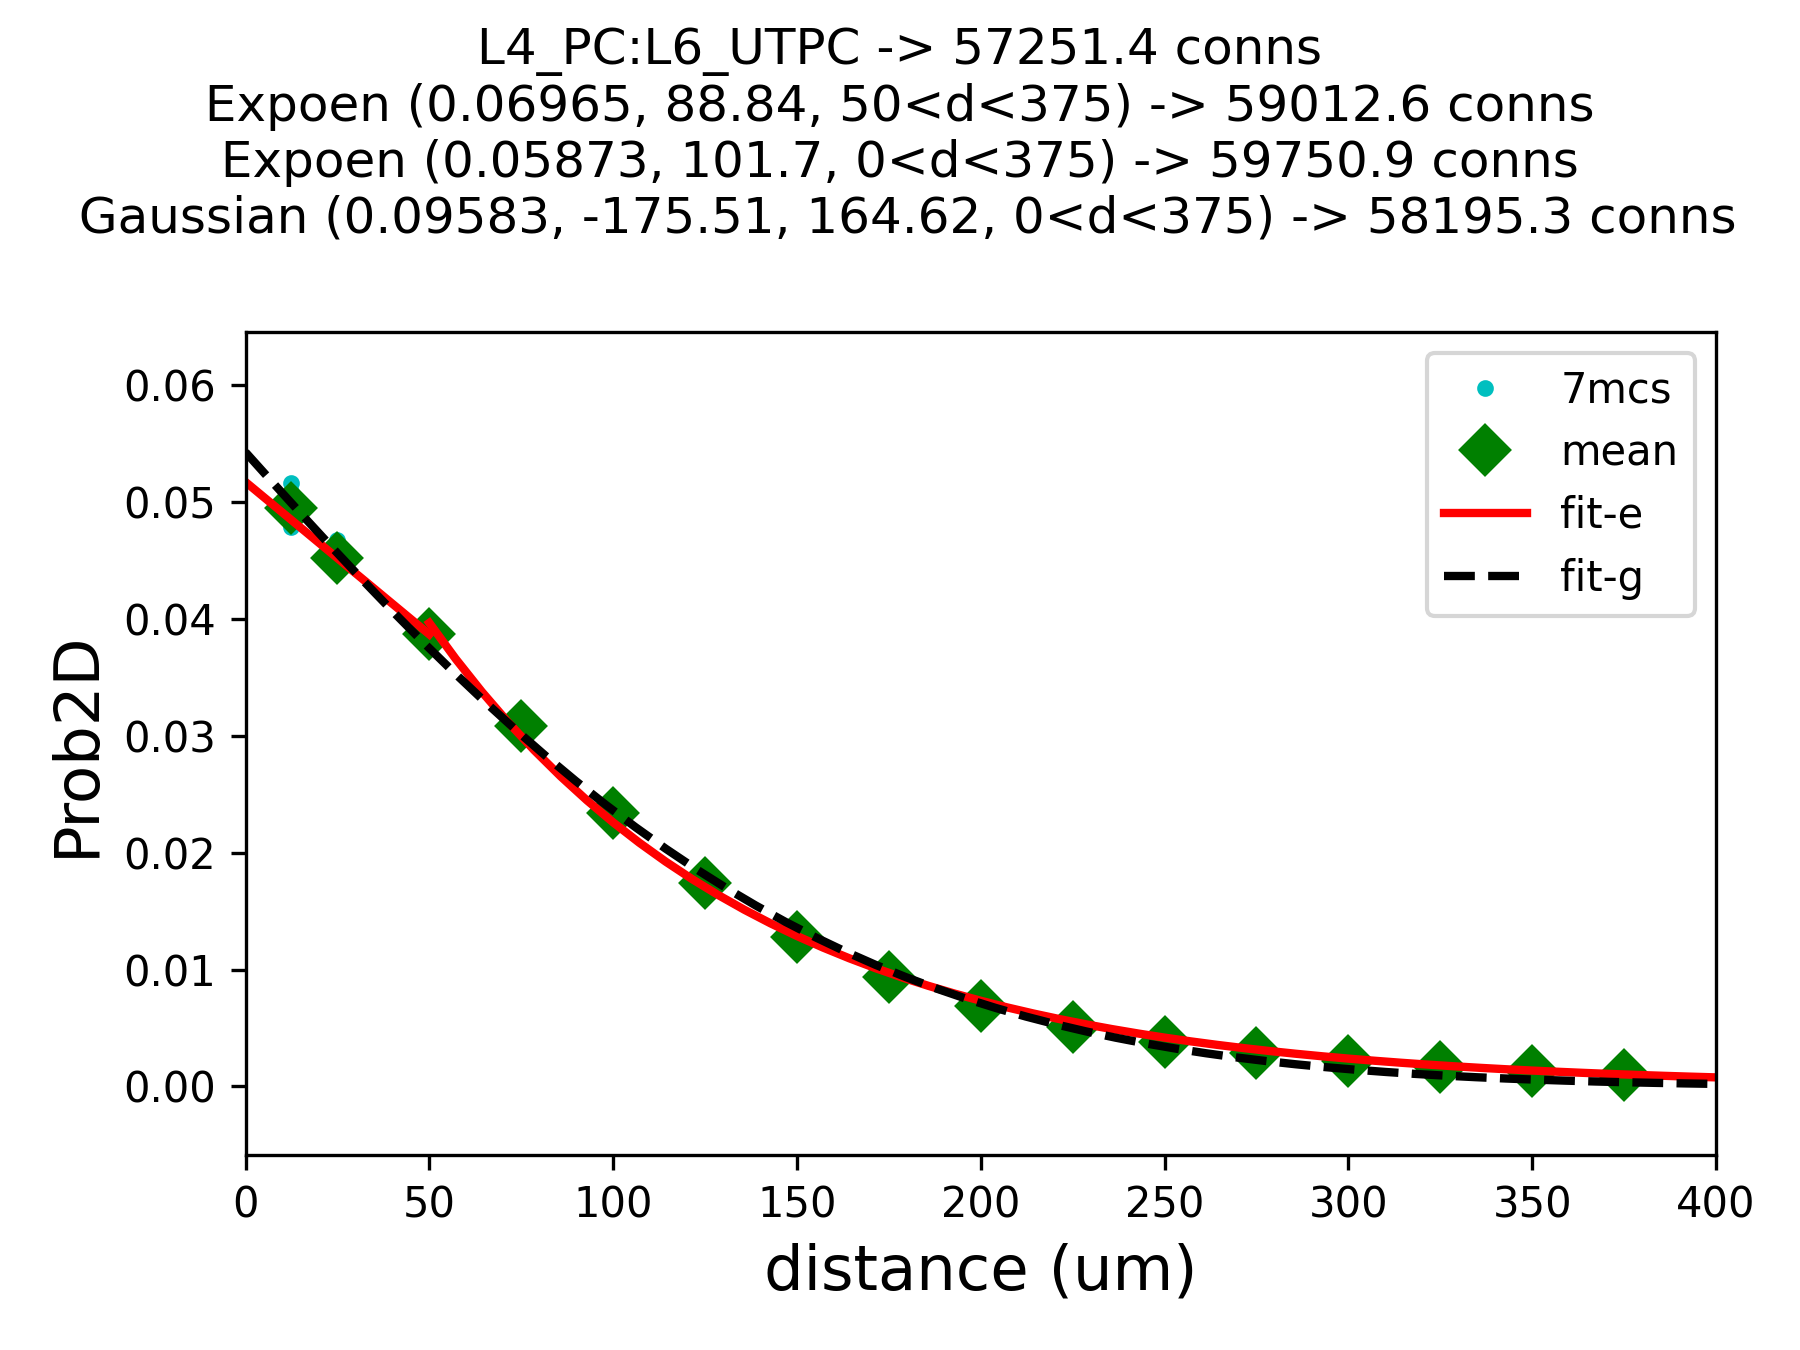 L4_PC:L6_UTPC -> 57251.4 conns
Expoen (0.06965, 88.84, 50<d<375) -> 59012.6 conns
Expoen (0.05873, 101.7, 0<d<375) -> 59750.9 conns
Gaussian (0.09583, -175.51, 164.62, 0<d<375) -> 58195.3 conns
7mcs
mean
fit-e
fit-g
Prob2D
0.06
0.05
0.04
0.03
0.02
0.01
0.00
0 50 100 150 200 250 300 350 400
distance (um)